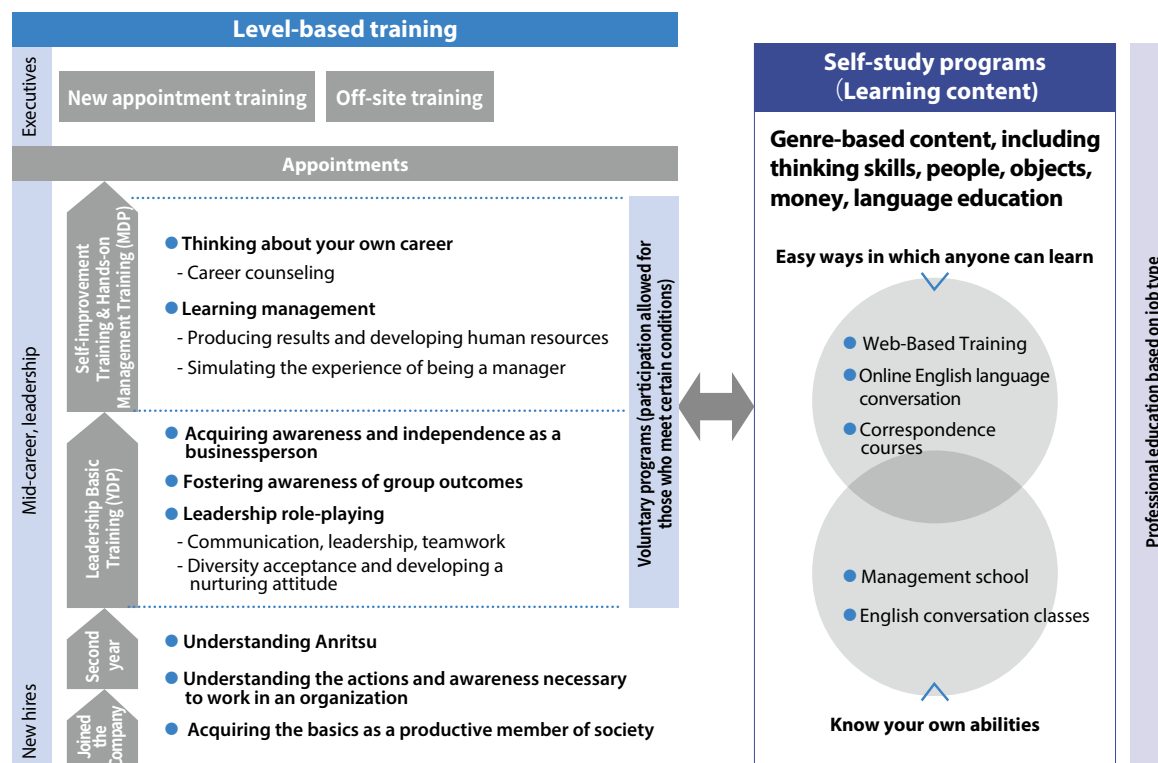 Level-based training
Executives
New appointment training
Off-site training
Appointments
Mid-career, leadership
Self-improvement
Training & Hands-on
Management Training (MDP)
● Thinking about your own career
- Career counseling
● Learning management
- Producing results and developing human resources
- Simulating the experience of being a manager
Leadership Basic
Training (YDP)
● Acquiring awareness and independence as a
businessperson
● Fostering awareness of group outcomes
● Leadership role-playing
- Communication, leadership, teamwork
- Diversity acceptance and developing a
nurturing attitude
Voluntary programs (participation allowed for
those who meet certain conditions)
New hires
Second
year
Joined
the
Company
● Understanding Anritsu
● Understanding the actions and awareness necessary
to work in an organization
● Acquiring the basics as a productive member of society
Self-study programs
(Learning content)
Genre-based content, including
thinking skills, people, objects,
money, language education
Easy ways in which anyone can learn
● Web-Based Training
● Online English language
conversation
● Correspondence
courses
● Management school
● English conversation classes
Know your own abilities
Professional education based on job type